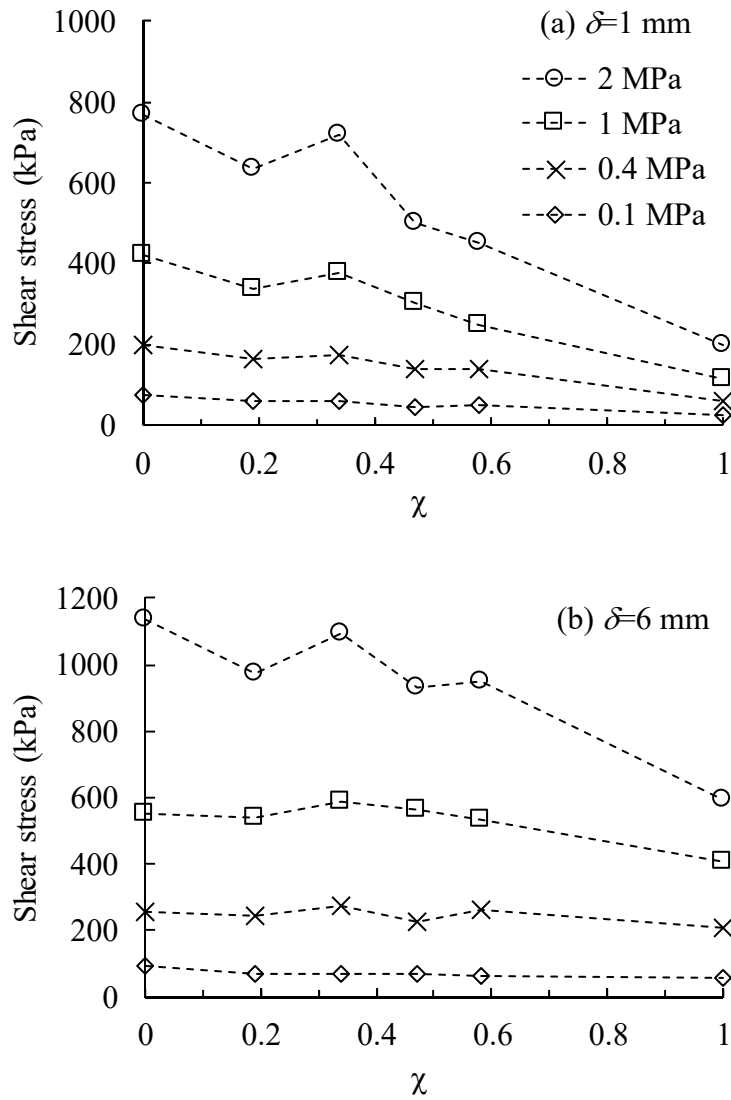 (a) δ=1 mm
1000
800
600
400
200
0
Shear stress (kPa)
2 MPa
1 MPa
0.4 MPa
0.1 MPa
0 0.2 0.4 0.6 0.8 1
χ
(b) δ=6 mm
1200
1000
800
600
400
200
0
Shear stress (kPa)
0 0.2 0.4 0.6 0.8 1
χ